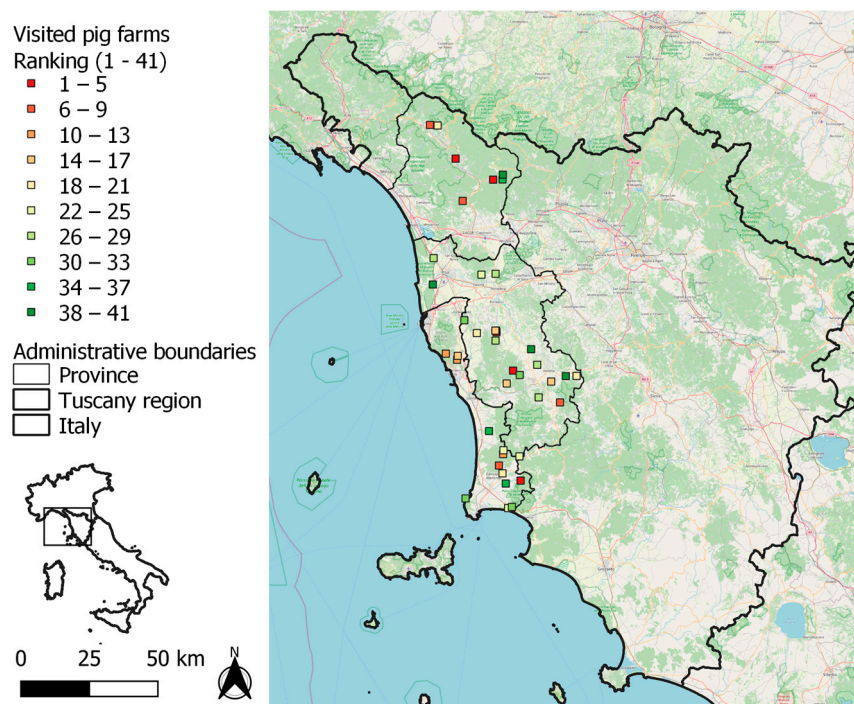 Visited pig farms
Ranking (1 - 41)
1 – 5
6 – 9
10 – 13
14 – 17
18 – 21
22 – 25
26 – 29
30 – 33
34 – 37
38 – 41
Administrative boundaries
Province
Tuscany region
Italy
0 25 50 km
N